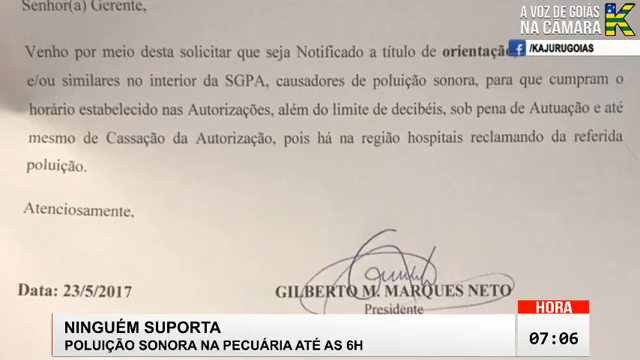 Senhor(a) Gerente,
A VOZ DE GOIÁS
NA CÂMARA
K
f /KAJURUGOIAS
Venho por meio desta solicitar que seja Notificado a título de orientação,
e/ou similares no interior da SGPA, causadores de poluição sonora, para que cumpram o
horário estabelecido nas Autorizações, além do limite de decibéis, sob pena de Autuação e até
mesmo de Cassação da Autorização, pois há na região hospitais reclamando da referida
poluição.
Atenciosamente,
Data: 23/5/2017
GILBERTO M. MARQUES NETO
Presidente
NINGUÉM SUPORTA
POLUIÇÃO SONORA NA PECUÁRIA ATÉ AS 6H
HORA
07:06